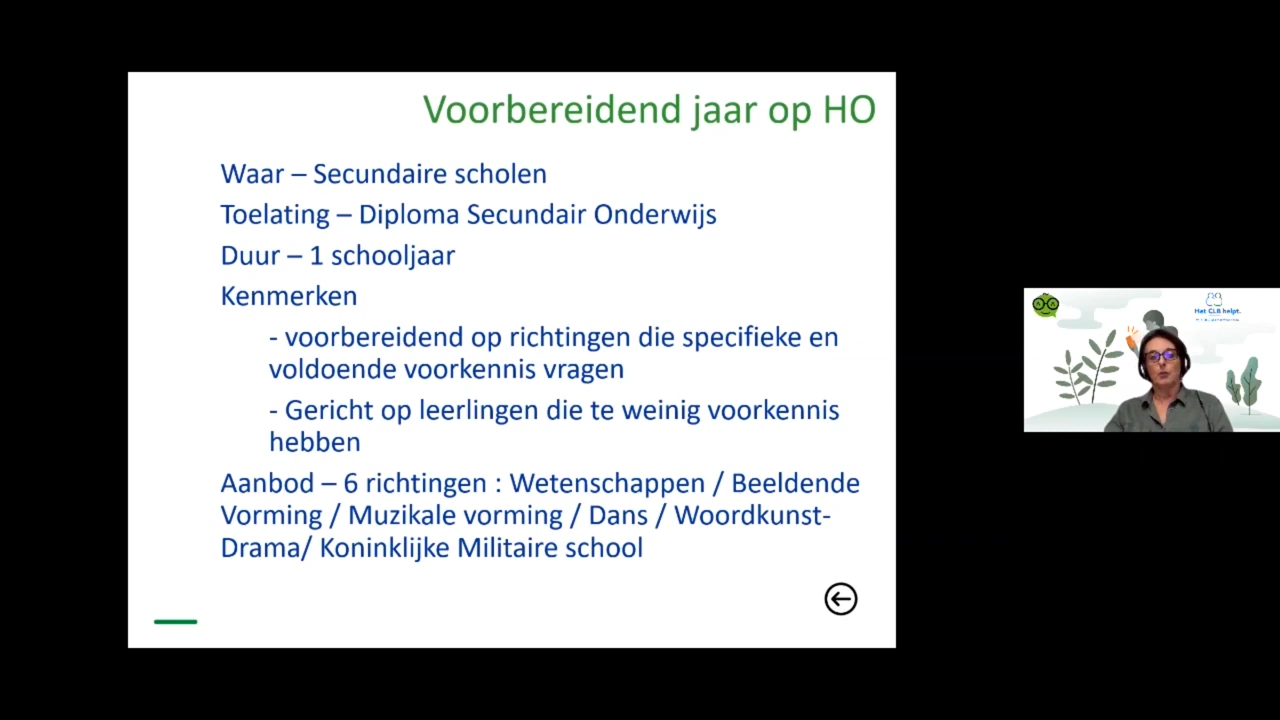 Voorbereidend jaar op HO
Waar – Secundaire scholen
Toelating – Diploma Secundair Onderwijs
Duur – 1 schooljaar
Kenmerken
- voorbereidend op richtingen die specifieke en
voldoende voorkennis vragen
- Gericht op leerlingen die te weinig voorkennis
hebben
Aanbod – 6 richtingen : Wetenschappen / Beeldende
Vorming / Muzikale vorming / Dans / Woordkunst-
Drama/ Koninklijke Militaire school
Het CLB helpt.